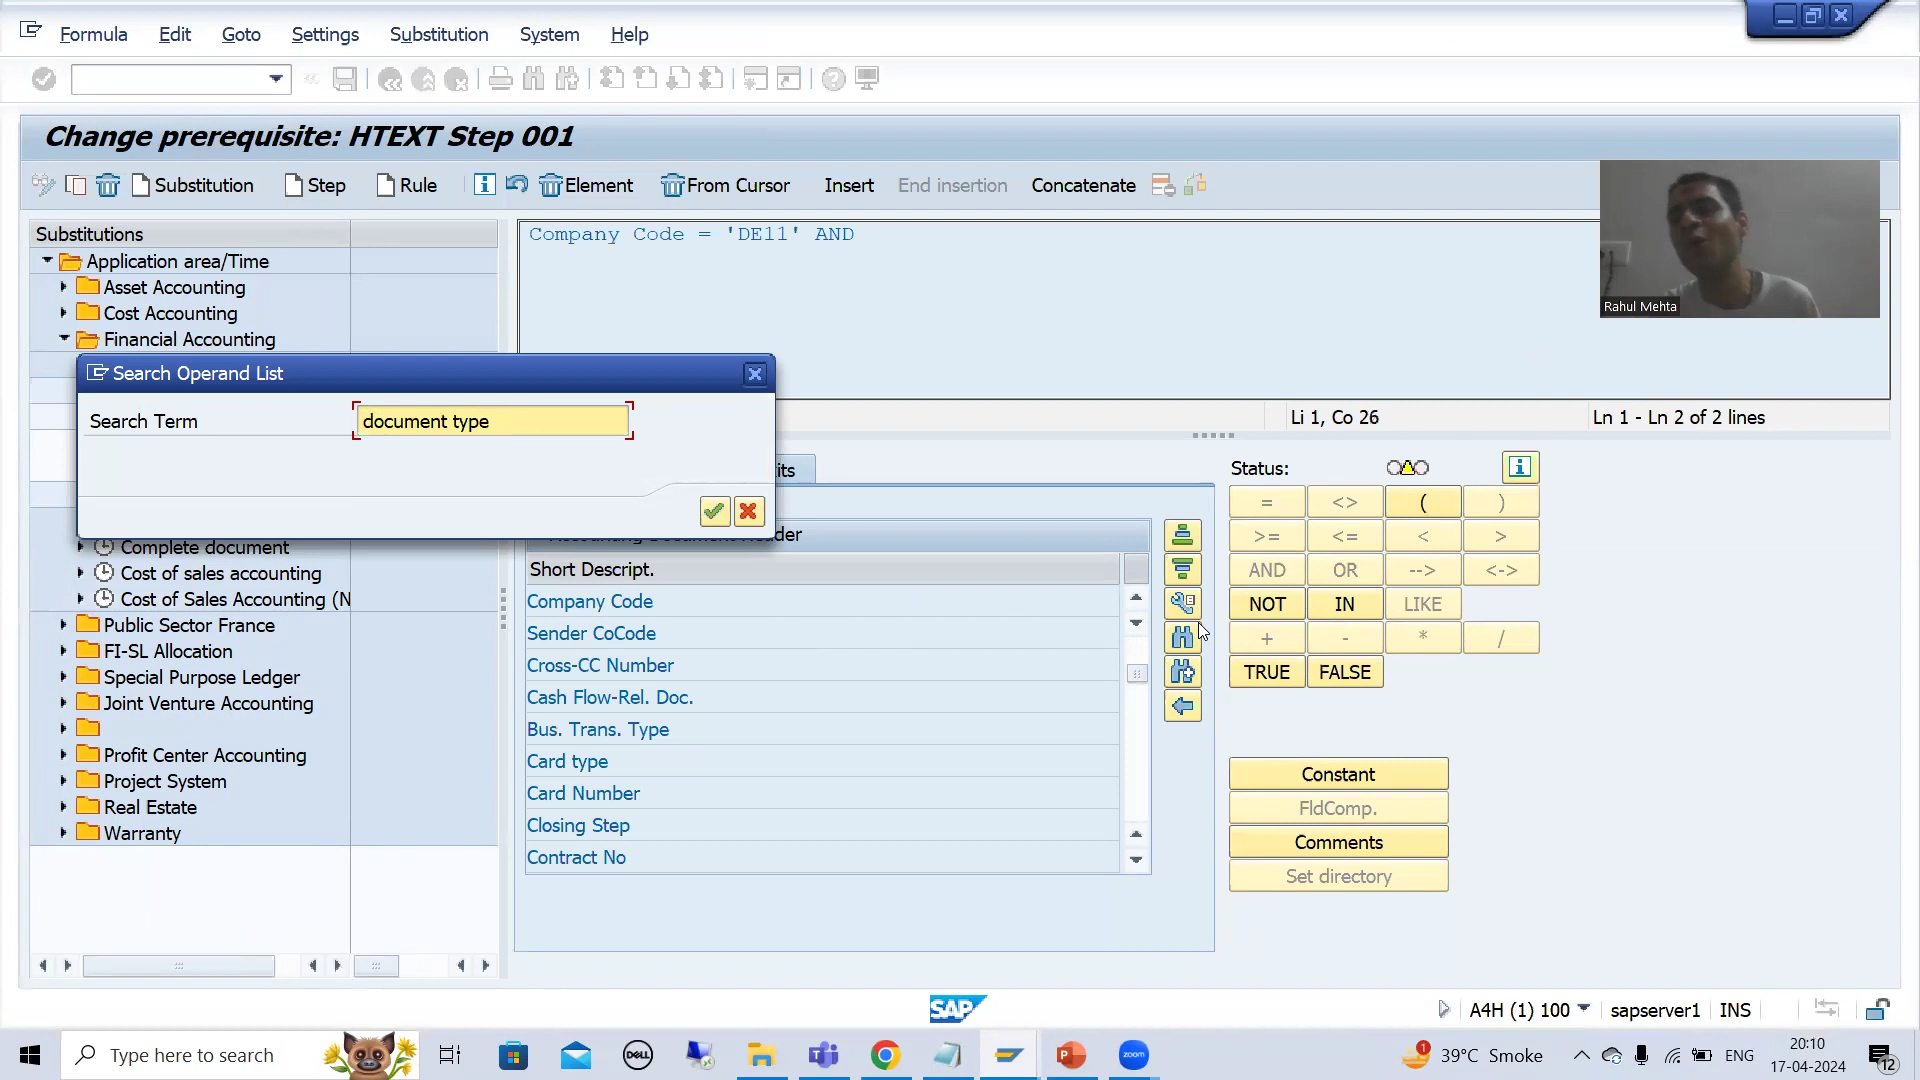 Formula Edit Goto Settings Substitution System Help
Change prerequisite: HTEXT Step 001
Substitution Step Rule Element From Cursor Insert End insertion Concatenate
Substitutions
Application area/Time
Asset Accounting
Cost Accounting
Financial Accounting
Company Code = 'DE11' AND
Rahul Mehta
Li 1, Co 26 Ln 1 - Ln 2 of 2 lines
Search Operand List
Search Term document type
Complete document
Cost of sales accounting
Cost of Sales Accounting (N
Public Sector France
FI-SL Allocation
Special Purpose Ledger
Joint Venture Accounting
Profit Center Accounting
Project System
Real Estate
Warranty
Short Descript.
Company Code
Sender CoCode
Cross-CC Number
Cash Flow-Rel. Doc.
Bus. Trans. Type
Card type
Card Number
Closing Step
Contract No
Status:
= <> ( )
>= <= < >
AND OR --> <->
NOT IN LIKE
+ - * /
TRUE FALSE
Constant
FldComp.
Comments
Set directory
SAP
A4H (1) 100 sapserver1 INS
Type here to search
DELL
zoom
1
39°C Smoke
ENG
20:10
17-04-2024
12